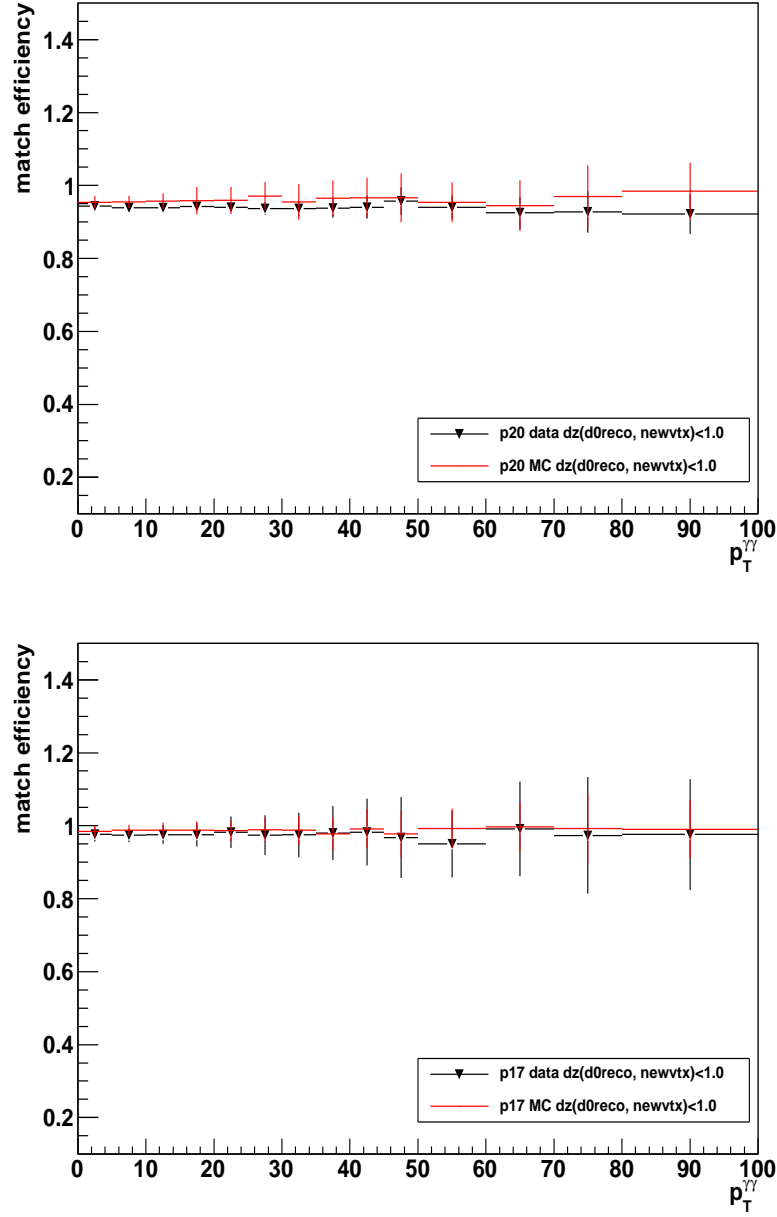 match efficiency
1.4
1.2
1
0.8
0.6
0.4
0.2
p20 data dz(d0reco, newvtx)<1.0
p20 MC dz(d0reco, newvtx)<1.0
0 10 20 30 40 50 60 70 80 90 100
p_T^γγ
match efficiency
1.4
1.2
1
0.8
0.6
0.4
0.2
p17 data dz(d0reco, newvtx)<1.0
p17 MC dz(d0reco, newvtx)<1.0
0 10 20 30 40 50 60 70 80 90 100
p_T^γγ